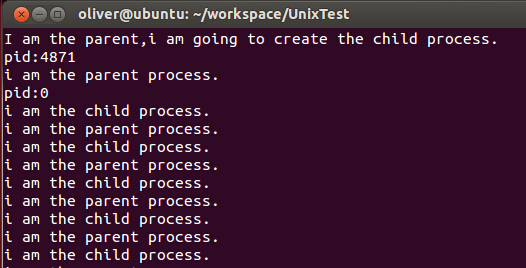 oliver@ubuntu: ~/workspace/UnixTest
I am the parent,i am going to create the child process.
pid:4871
i am the parent process.
pid:0
i am the child process.
i am the parent process.
i am the child process.
i am the parent process.
i am the child process.
i am the parent process.
i am the child process.
i am the parent process.
i am the child process.